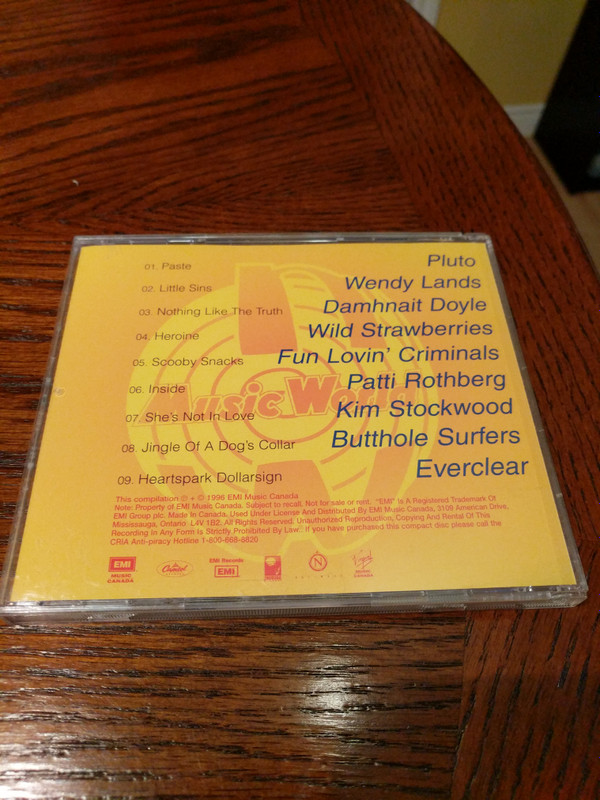 01. Paste Pluto
02. Little Sins Wendy Lands
03. Nothing Like The Truth Damhnait Doyle
04. Heroine Wild Strawberries
05. Scooby Snacks Fun Lovin' Criminals
06. Inside Patti Rothberg
Music World
07. She's Not In Love Kim Stockwood
08. Jingle Of A Dog's Collar Butthole Surfers
09. Heartspark Dollarsign Everclear
This compilation ℗ + © 1996 EMI Music Canada
Note: Property of EMI Music Canada. Subject to recall. Not for sale or rent. "EMI" Is A Registered Trademark Of
EMI Group plc. Made In Canada, Used Under License And Distributed By EMI Music Canada, 3109 American Drive,
Mississauga, Ontario L4V 1B2. All Rights Reserved. Unauthorized Reproduction, Copying And Rental Of This
Recording In Any Form is Strictly Prohibited By Law. If you have purchased this compact disc please call the
CRIA Anti-piracy Hotline 1-800-668-8820
EMI
MUSIC
CANADA
Capitol
EMI Records
EMI
N
Virgin
MUSIC
CANADA